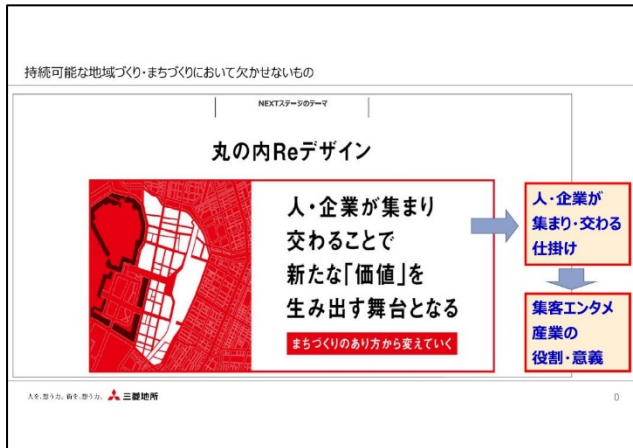 持続可能な地域づくり・まちづくりにおいて欠かせないもの
NEXTステージのテーマ
丸の内Reデザイン
人・企業が集まり
交わることで
新たな「価値」を
生み出す舞台となる
まちづくりのあり方から変えていく
人・企業が
集まり・交わる
仕掛け
集客エンタメ
産業の
役割・意義
人を、想う力。街を、想う力。 三菱地所
0